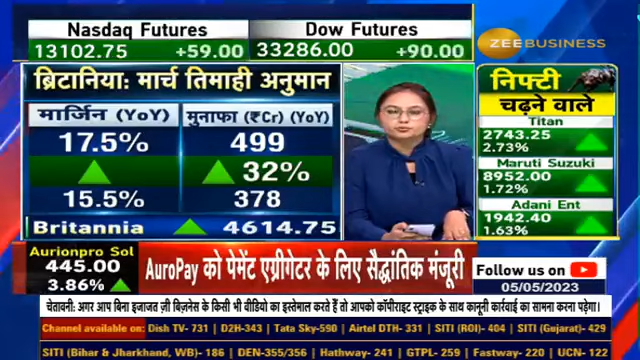 Nasdaq Futures
13102.75 +59.00
Dow Futures
33286.00 +90.00
ZEE BUSINESS
ब्रिटानिया: मार्च तिमाही अनुमान
मार्जिन (YoY)
17.5%
15.5%
मुनाफा (₹Cr) (YoY)
499
32%
378
Britannia 4614.75
निफ्टी
चढ़ने वाले
Titan
2743.25
2.73%
Maruti Suzuki
8952.00
1.72%
Adani Ent
1942.40
1.63%
Aurionpro Sol
445.00
3.86%
AuroPay को पेमेंट एग्रीगेटर के लिए सैद्धांतिक मंजूरी
Follow us on
05/05/2023
चेतावनी: अगर आप बिना इजाजत ज़ी बिज़नेस के किसी भी वीडियो का इस्तेमाल करते हैं तो आपको कॉपीराइट स्ट्राइक के साथ कानूनी कार्रवाई का सामना करना पड़ेगा.
Channel available on: Dish TV- 731 | D2H-343 | Tata Sky-590 | Airtel DTH- 331 | SITI (ROI) - 404 | SITI (Gujarat) - 429
SITI (Bihar & Jharkhand, WB) - 186 | DEN-355/356 | Hathway- 241 | GTPL- 259 | Fastway - 220 | UCN- 122